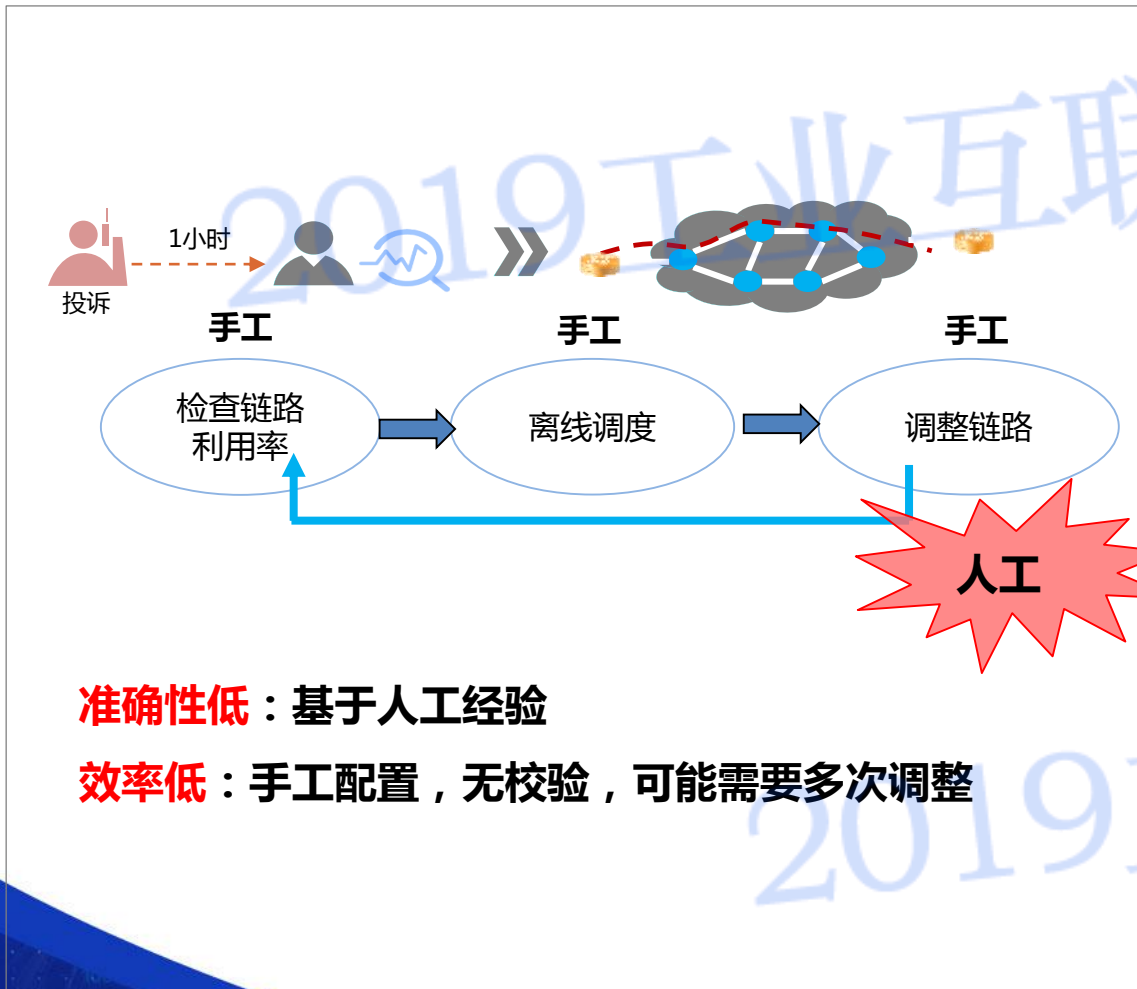 2019工业互联
1小时
投诉
手工
手工
手工
检查链路
利用率
离线调度
调整链路
人工
准确性低：基于人工经验
效率低：手工配置，无校验，可能需要多次调整
2019